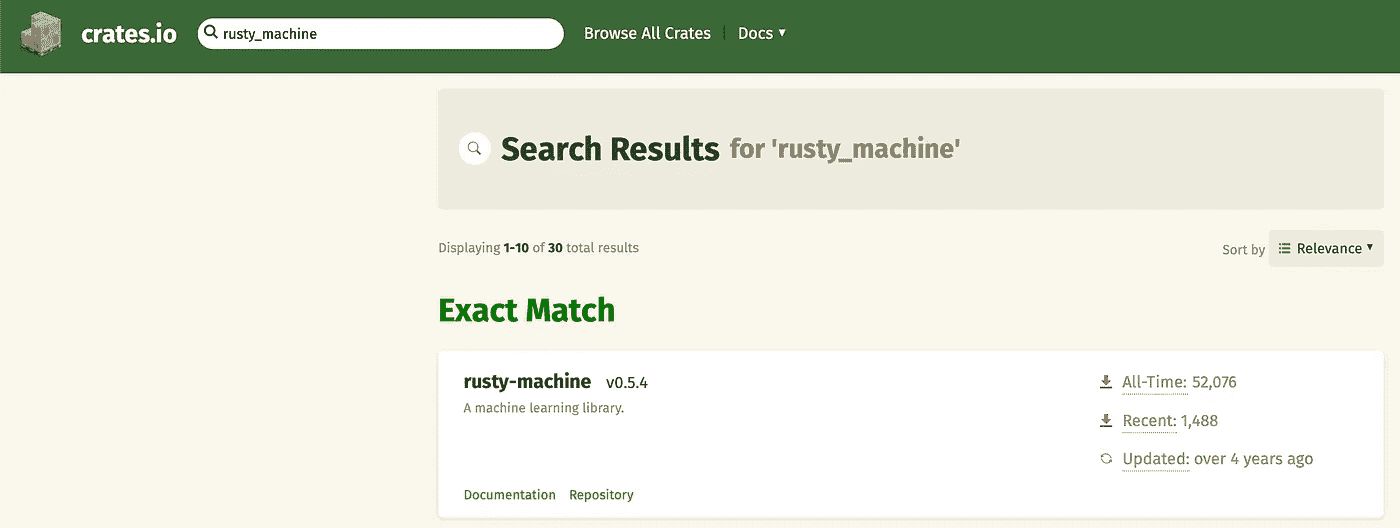 crates.io rusty_machine Browse All Crates Docs
Search Results for 'rusty_machine'
Displaying 1-10 of 30 total results Sort by Relevance
Exact Match
rusty-machine v0.5.4 All-Time: 52,076
A machine learning library.
Recent: 1,488
Updated: over 4 years ago
Documentation Repository